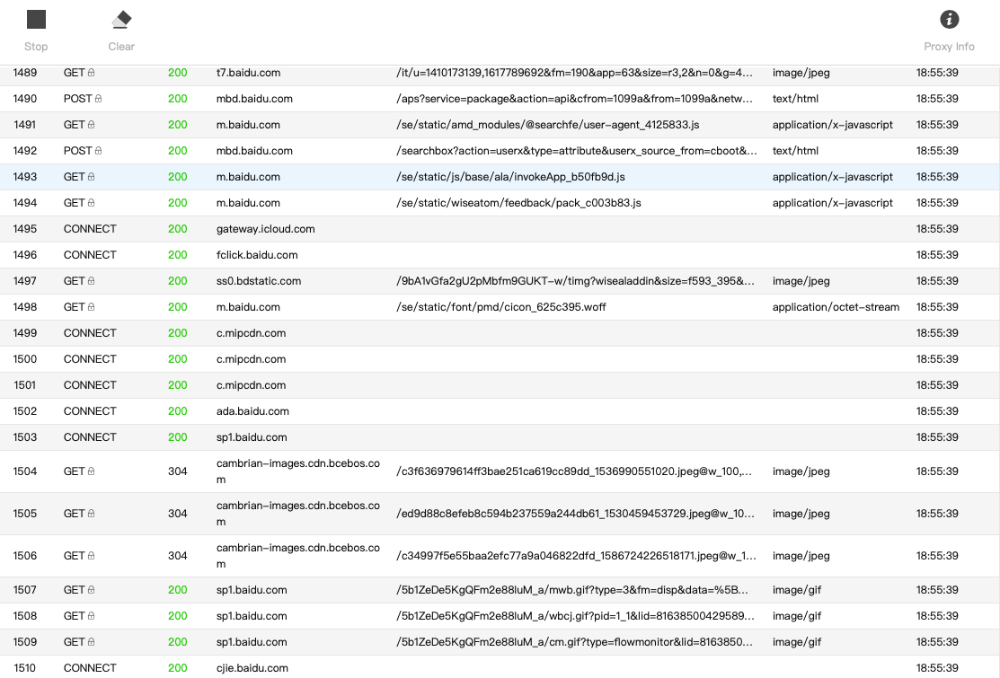 Stop Clear Proxy Info
1489 GET 200 t7.baidu.com /it/u=1410173139,1617789692&fm=190&app=63&size=r3,2&n=0&g=4... image/jpeg 18:55:39
1490 POST 200 mbd.baidu.com /aps?service=package&action=api&cfrom=1099a&from=1099a&netw... text/html 18:55:39
1491 GET 200 m.baidu.com /se/static/amd_modules/@searchfe/user-agent_4125833.js application/x-javascript 18:55:39
1492 POST 200 mbd.baidu.com /searchbox?action=userx&type=attribute&userx_source_from=cboot&... text/html 18:55:39
1493 GET 200 m.baidu.com /se/static/js/base/ala/invokeApp_b50fb9d.js application/x-javascript 18:55:39
1494 GET 200 m.baidu.com /se/static/wiseatom/feedback/pack_c003b83.js application/x-javascript 18:55:39
1495 CONNECT 200 gateway.icloud.com 18:55:39
1496 CONNECT 200 fclick.baidu.com 18:55:39
1497 GET 200 ss0.bdstatic.com /9bA1vGfa2gU2pMbfm9GUKT-w/timg?wisealaddin&size=f593_395&... image/jpeg 18:55:39
1498 GET 200 m.baidu.com /se/static/font/pmd/cicon_625c395.woff application/octet-stream 18:55:39
1499 CONNECT 200 c.mipcdn.com 18:55:39
1500 CONNECT 200 c.mipcdn.com 18:55:39
1501 CONNECT 200 c.mipcdn.com 18:55:39
1502 CONNECT 200 ada.baidu.com 18:55:39
1503 CONNECT 200 sp1.baidu.com 18:55:39
1504 GET 304 cambrian-images.cdn.bcebos.co /c3f636979614ff3bae251ca619cc89dd_1536990551020.jpeg@w_100,... image/jpeg 18:55:39
m
1505 GET 304 cambrian-images.cdn.bcebos.co /ed9d88c8efeb8c594b237559a244db61_1530459453729.jpeg@w_10... image/jpeg 18:55:39
m
1506 GET 304 cambrian-images.cdn.bcebos.co /c34997f5e55baa2efc77a9a046822dfd_1586724226518171.jpeg@w_1... image/jpeg 18:55:39
m
1507 GET 200 sp1.baidu.com /5b1ZeDe5KgQFm2e88IuM_a/mwb.gif?type=3&fm=disp&data=%5B... image/gif 18:55:39
1508 GET 200 sp1.baidu.com /5b1ZeDe5KgQFm2e88IuM_a/wbcj.gif?pid=1_1&lid=81638500429589... image/gif 18:55:39
1509 GET 200 sp1.baidu.com /5b1ZeDe5KgQFm2e88IuM_a/cm.gif?type=flowmonitor&lid=8163850... image/gif 18:55:39
1510 CONNECT 200 cjie.baidu.com 18:55:39